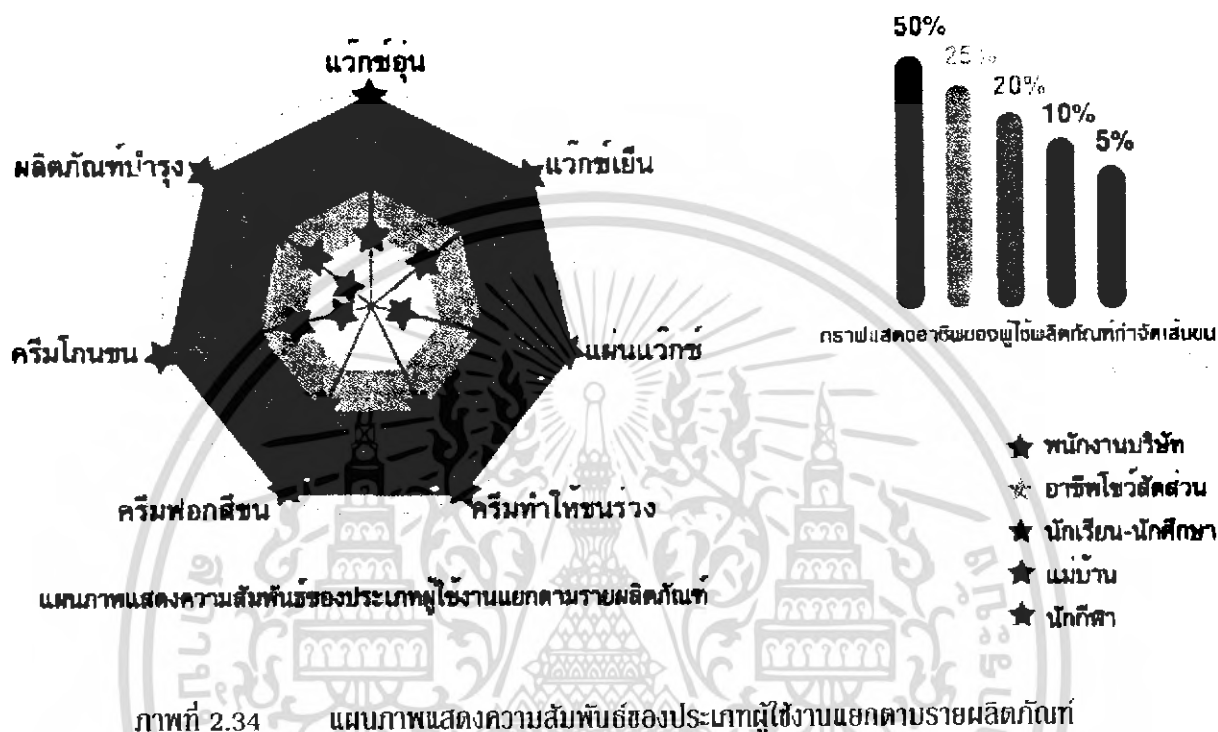 แว๊กซ์อุ่น
ผลิตภัณฑ์บำรุง
แว๊กซ์เย็น
ครีมโกนขน
แผ่นแว๊กซ์
ครีมฟอกสีขน
ครีมทำให้ขนร่วง
แผนภาพแสดงความสัมพันธ์ของประเภทผู้ใช้งานแยกตามรายผลิตภัณฑ์
50%
25%
20%
10%
5%
กราฟแสดงอาชีพของผู้ใช้ผลิตภัณฑ์กำจัดเส้นขน
พนักงานบริษัท
อาชีพโชว์สัดส่วน
นักเรียน-นักศึกษา
แม่บ้าน
นักกีฬา
ภาพที่ 2.34 แผนภาพแสดงความสัมพันธ์ของประเภทผู้ใช้งานแยกตามรายผลิตภัณฑ์